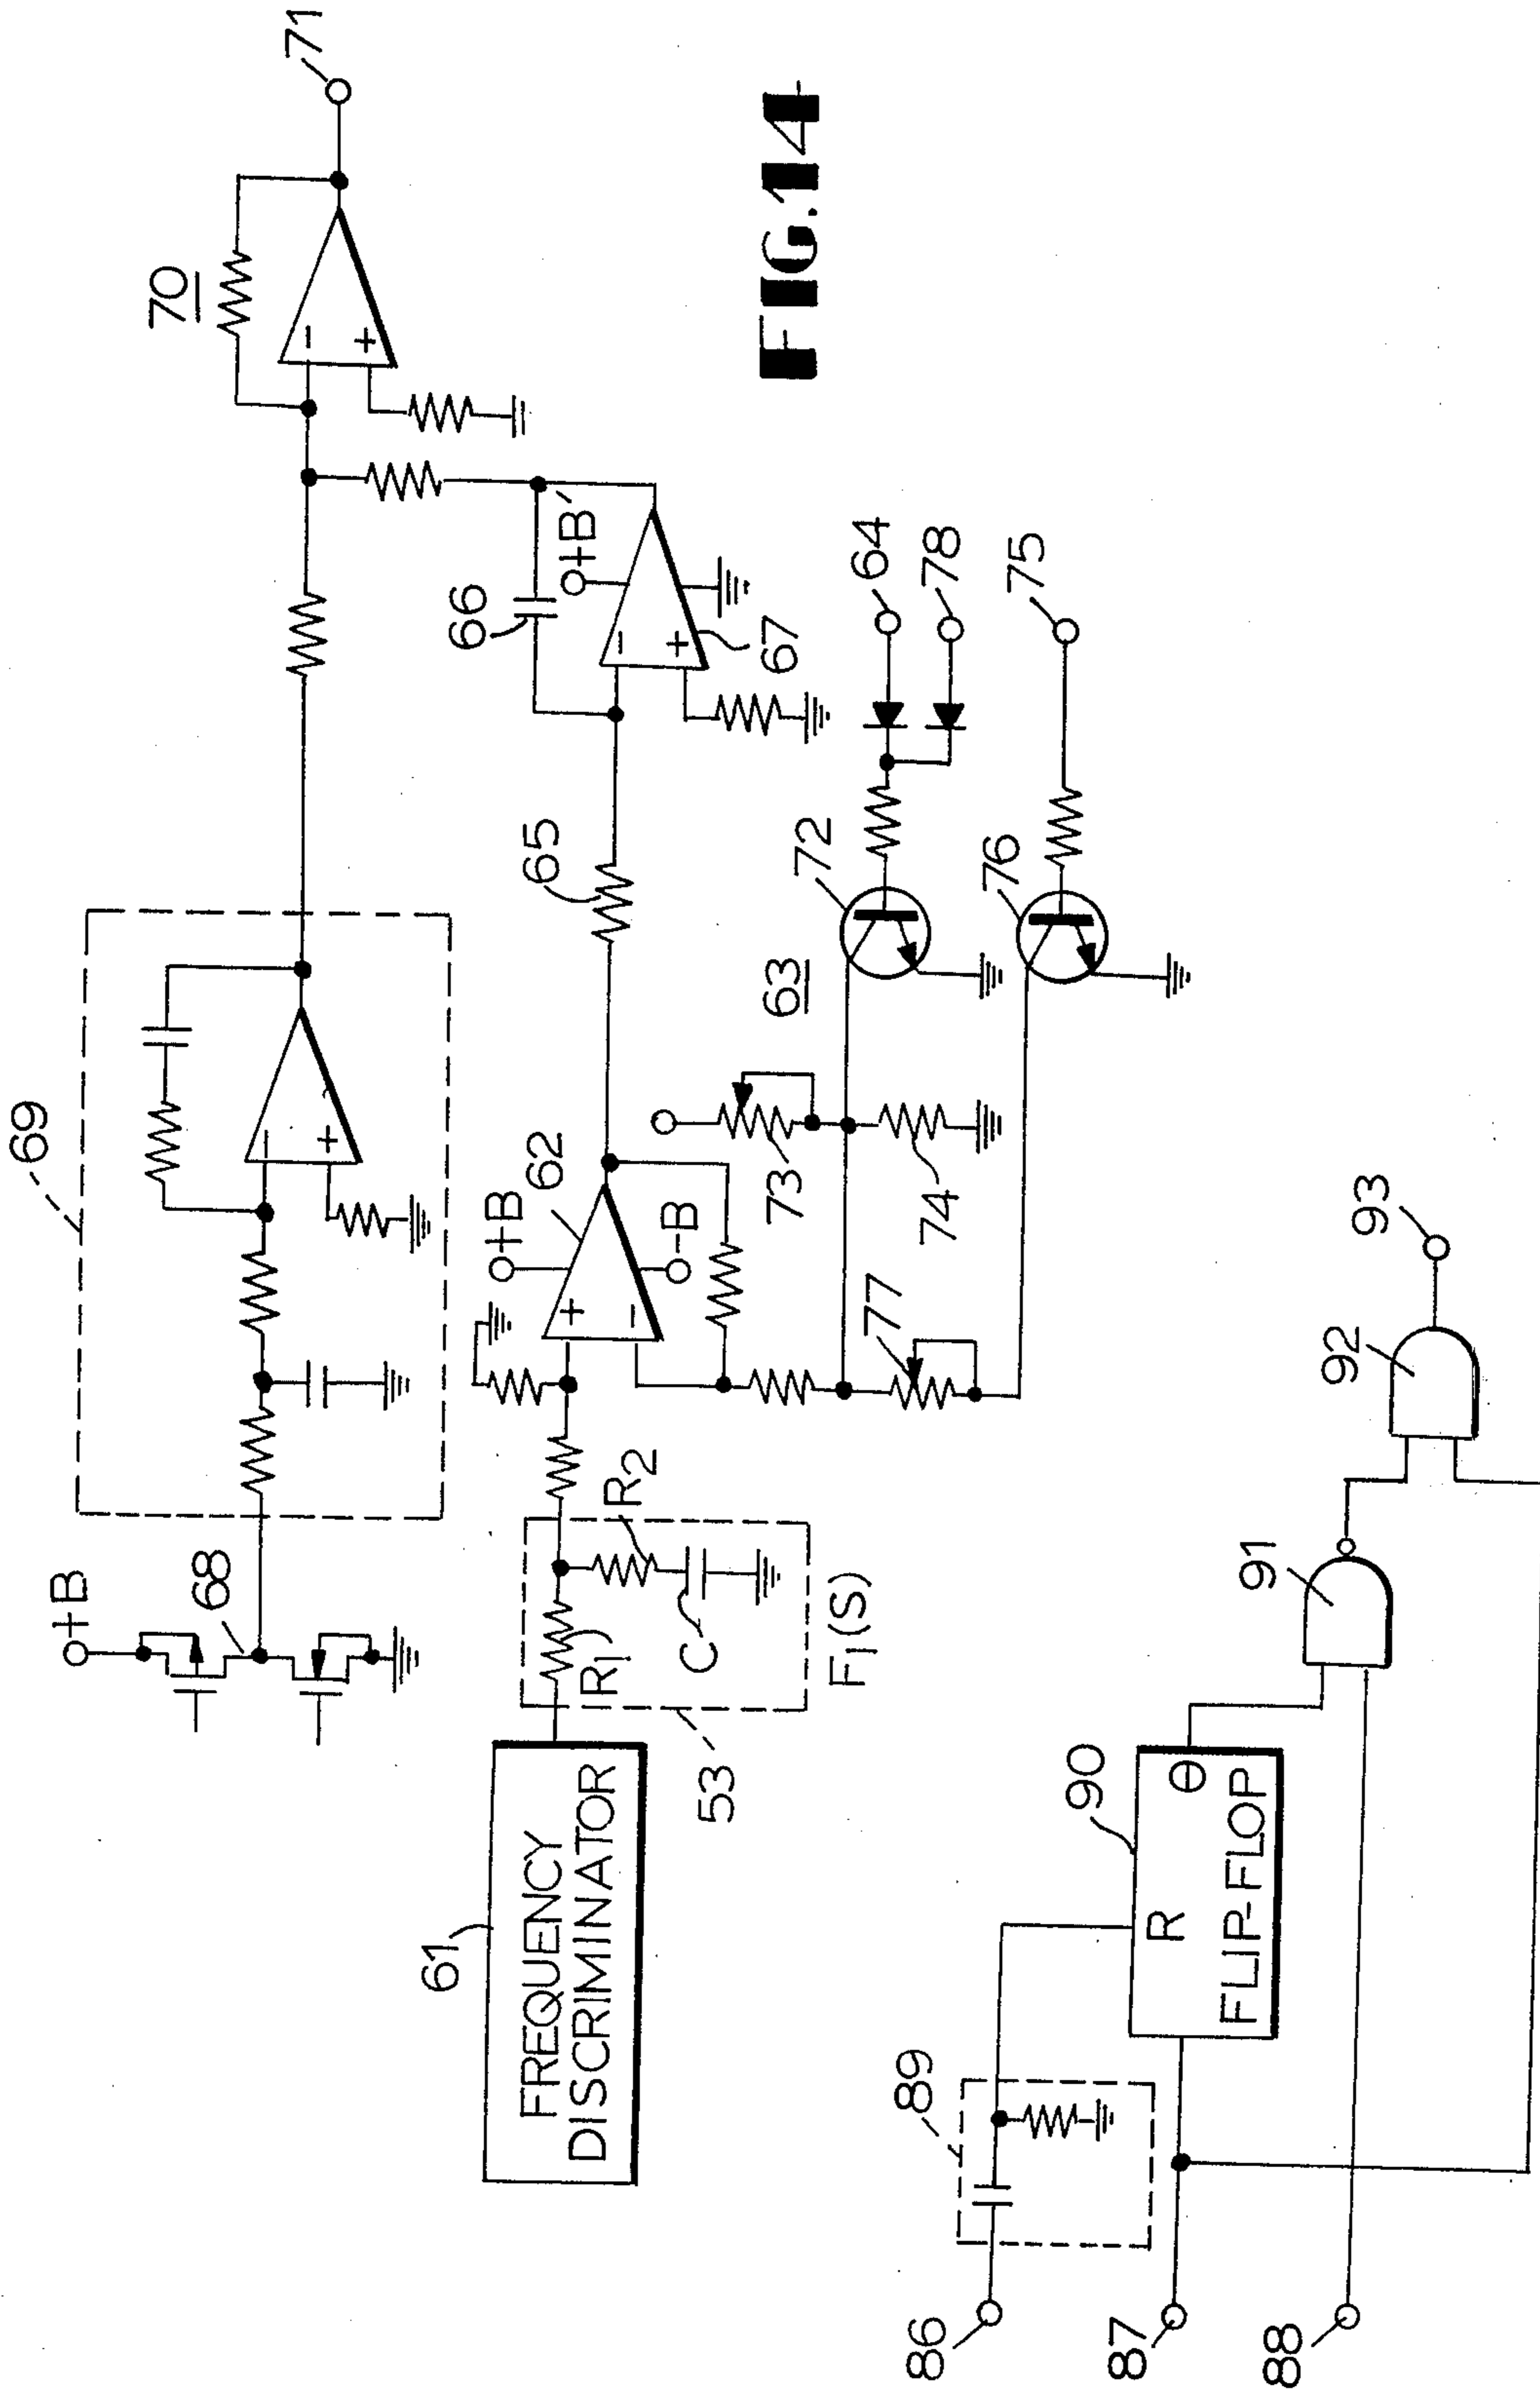 69
70
71
+B
68
66
+B´
67
+B
62
-B
65
FREQUENCY
DISCRIMINATOR
61
53
R1
R2
C
F1(S)
63
72
64
78
73
74
77
76
75
FIG.14
86
87
88
89
90
R
Θ
FLIP-FLOP
91
92
93